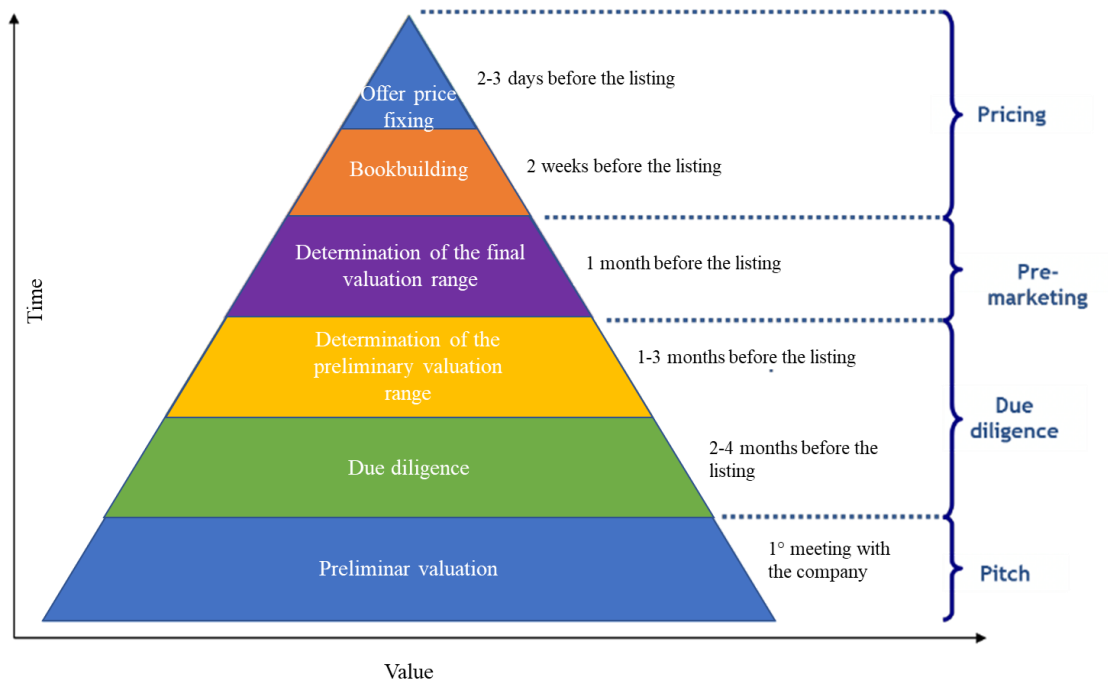 Offer price
fixing
2-3 days before the listing
Pricing
Bookbuilding
2 weeks before the listing
Determination of the final
valuation range
1 month before the listing
Pre-
marketing
Determination of the
preliminary valuation
range
1-3 months before the listing
Due
diligence
Due diligence
2-4 months before the
listing
Preliminar valuation
1° meeting with
the company
Pitch
Time
Value